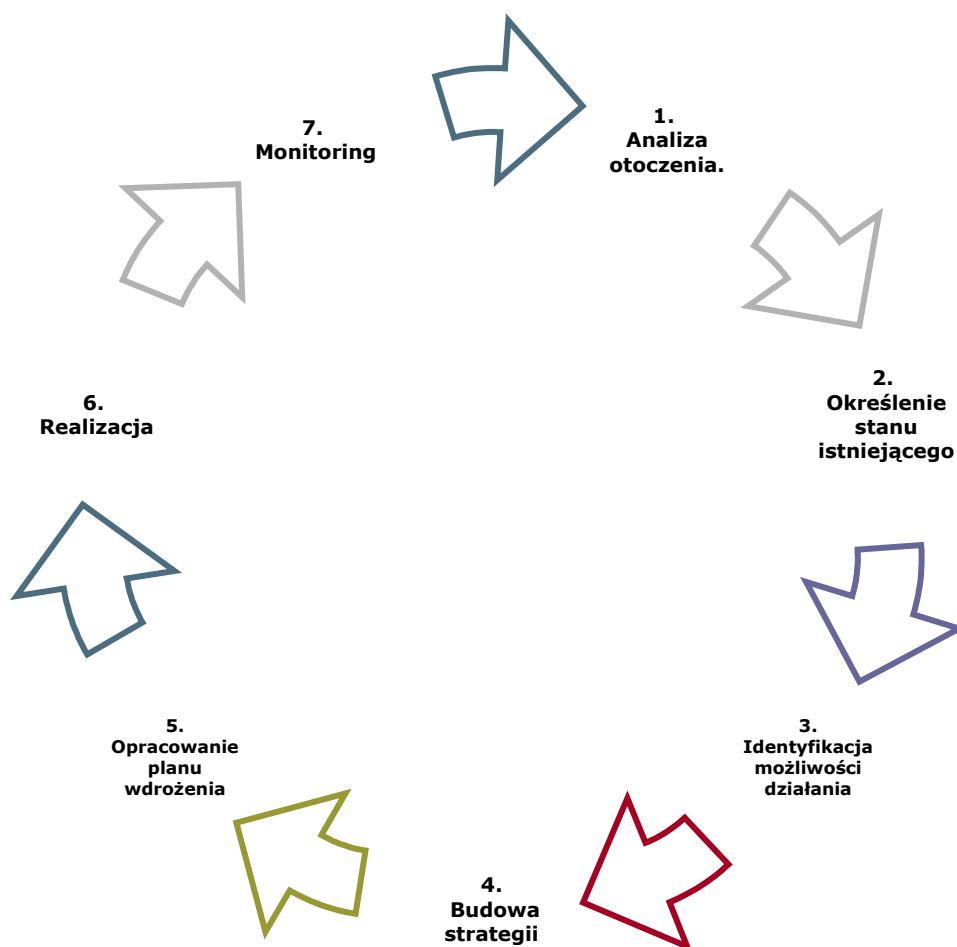 1.
Analiza
otoczenia.
2.
Określenie
stanu
istniejącego
3.
Identyfikacja
możliwości
działania
4.
Budowa
strategii
5.
Opracowanie
planu
wdrożenia
6.
Realizacja
7.
Monitoring